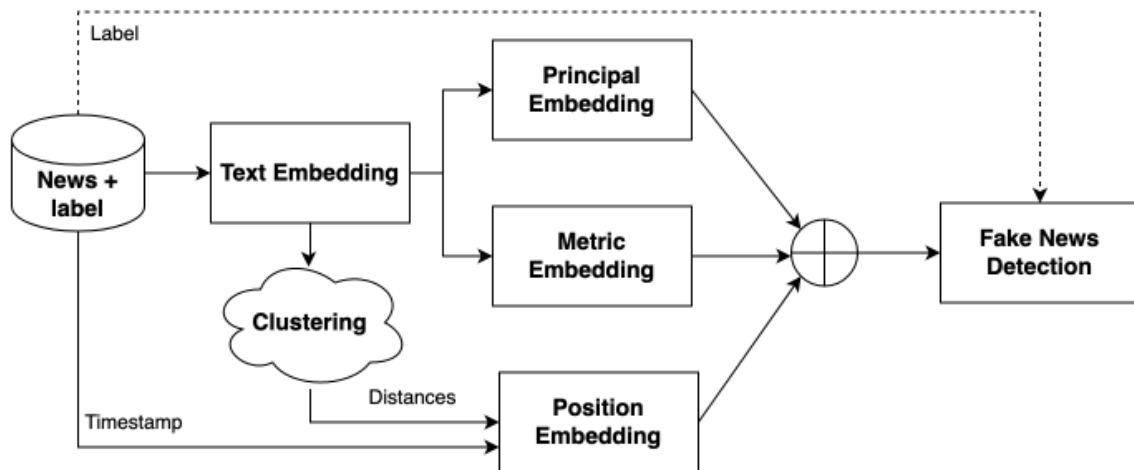 Label
Principal
Embedding
News +
label
Text Embedding
Metric
Embedding
Fake News
Detection
Clustering
Distances
Timestamp
Position
Embedding